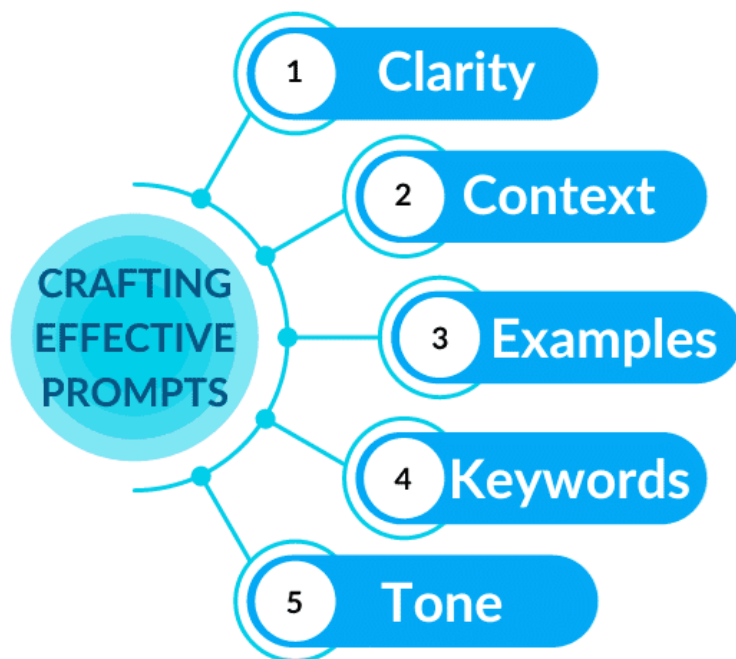 CRAFTING
EFFECTIVE
PROMPTS
1 Clarity
2 Context
3 Examples
4 Keywords
5 Tone